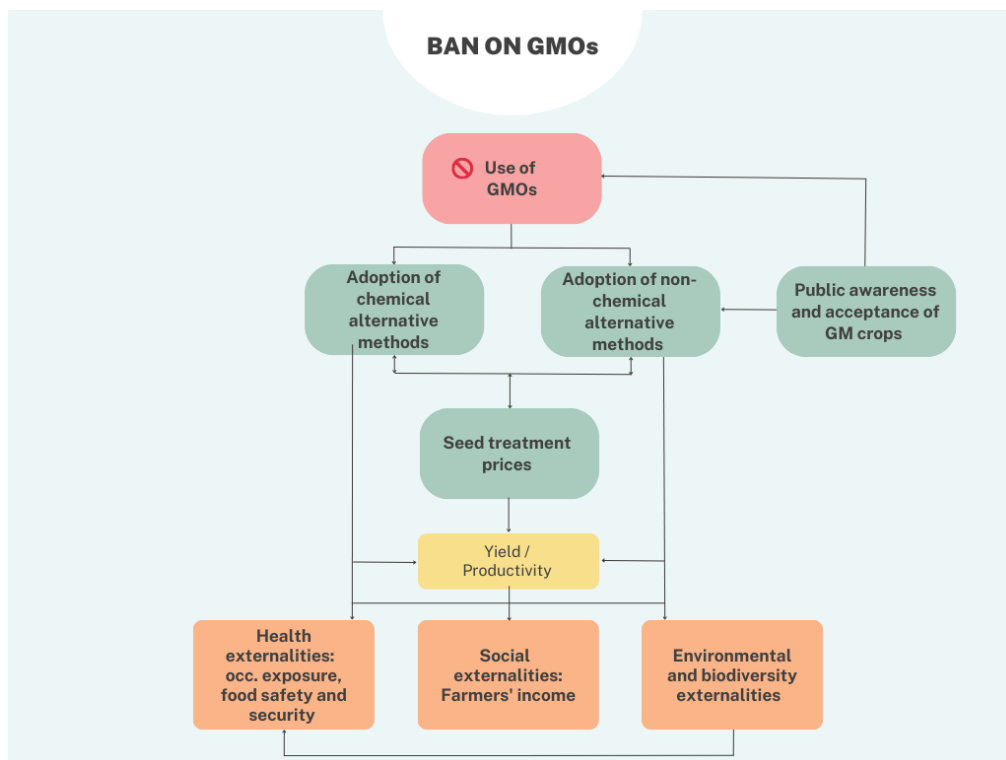 BAN ON GMOs
Use of
GMOs
Adoption of
chemical
alternative
methods
Adoption of non-
chemical
alternative
methods
Public awareness
and acceptance of
GM crops
Seed treatment
prices
Yield /
Productivity
Health
externalities:
occ. exposure,
food safety and
security
Social
externalities:
Farmers' income
Environmental
and biodiversity
externalities